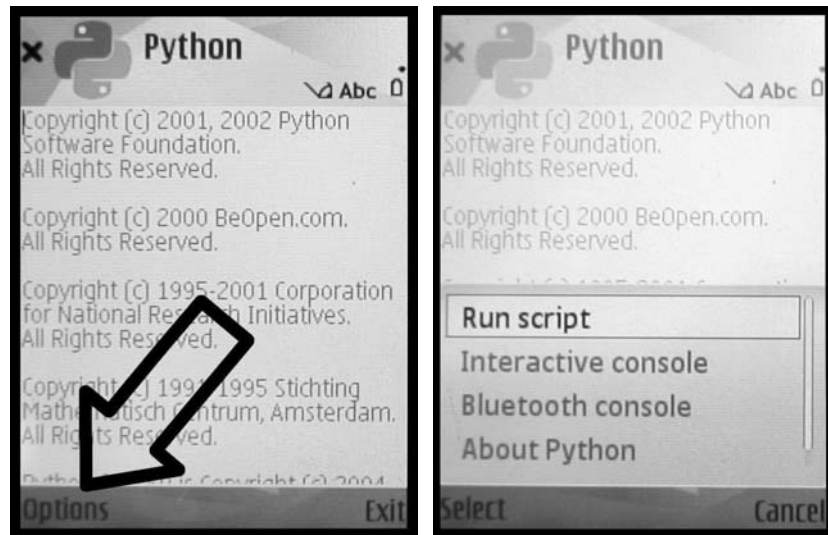 Python
Abc
Copyright (c) 2001, 2002 Python
Software Foundation.
All Rights Reserved.
Copyright (c) 2000 BeOpen.com.
All Rights Reserved.
Copyright (c) 1995-2001 Corporation
for National Research Initiatives.
All Rights Reserved.
Copyright (c) 1991-1995 Stichting
Mathematisch Centrum, Amsterdam.
All Rights Reserved.
is Copyright (c) 2004
Options
Exit
Python
Abc
Copyright (c) 2001, 2002 Python
Software Foundation.
All Rights Reserved.
Copyright (c) 2000 BeOpen.com.
All Rights Reserved.
Run script
Interactive console
Bluetooth console
About Python
Select
Cancel